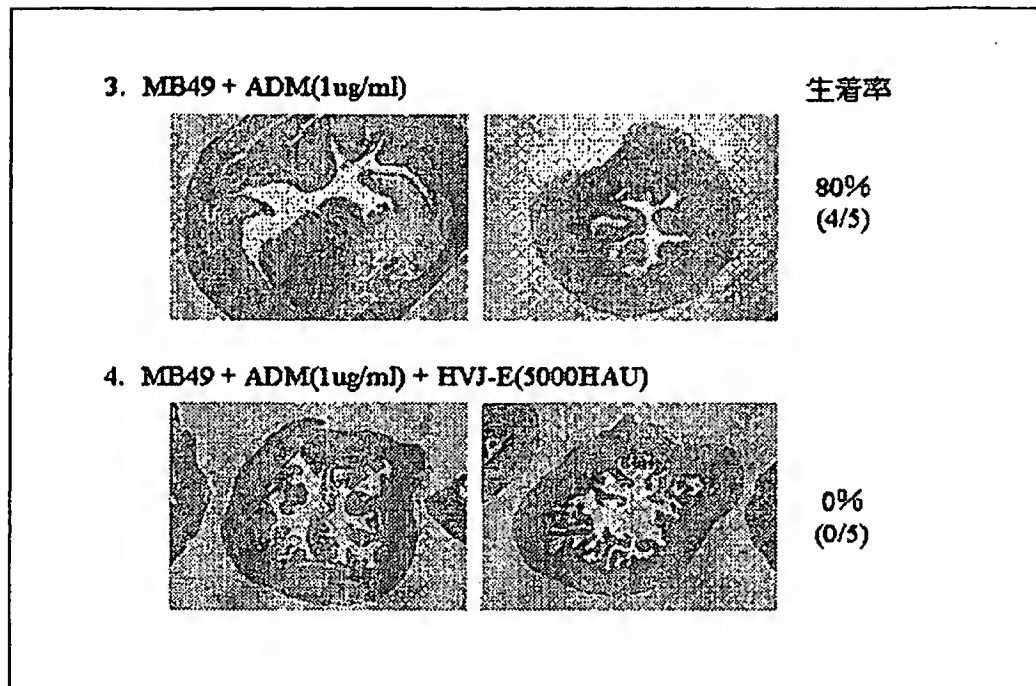 3. MB49 + ADM(1ug/ml)
生着率
80%
(4/5)
4. MB49 + ADM(1ug/ml) + HVJ-E(5000HAU)
0%
(0/5)